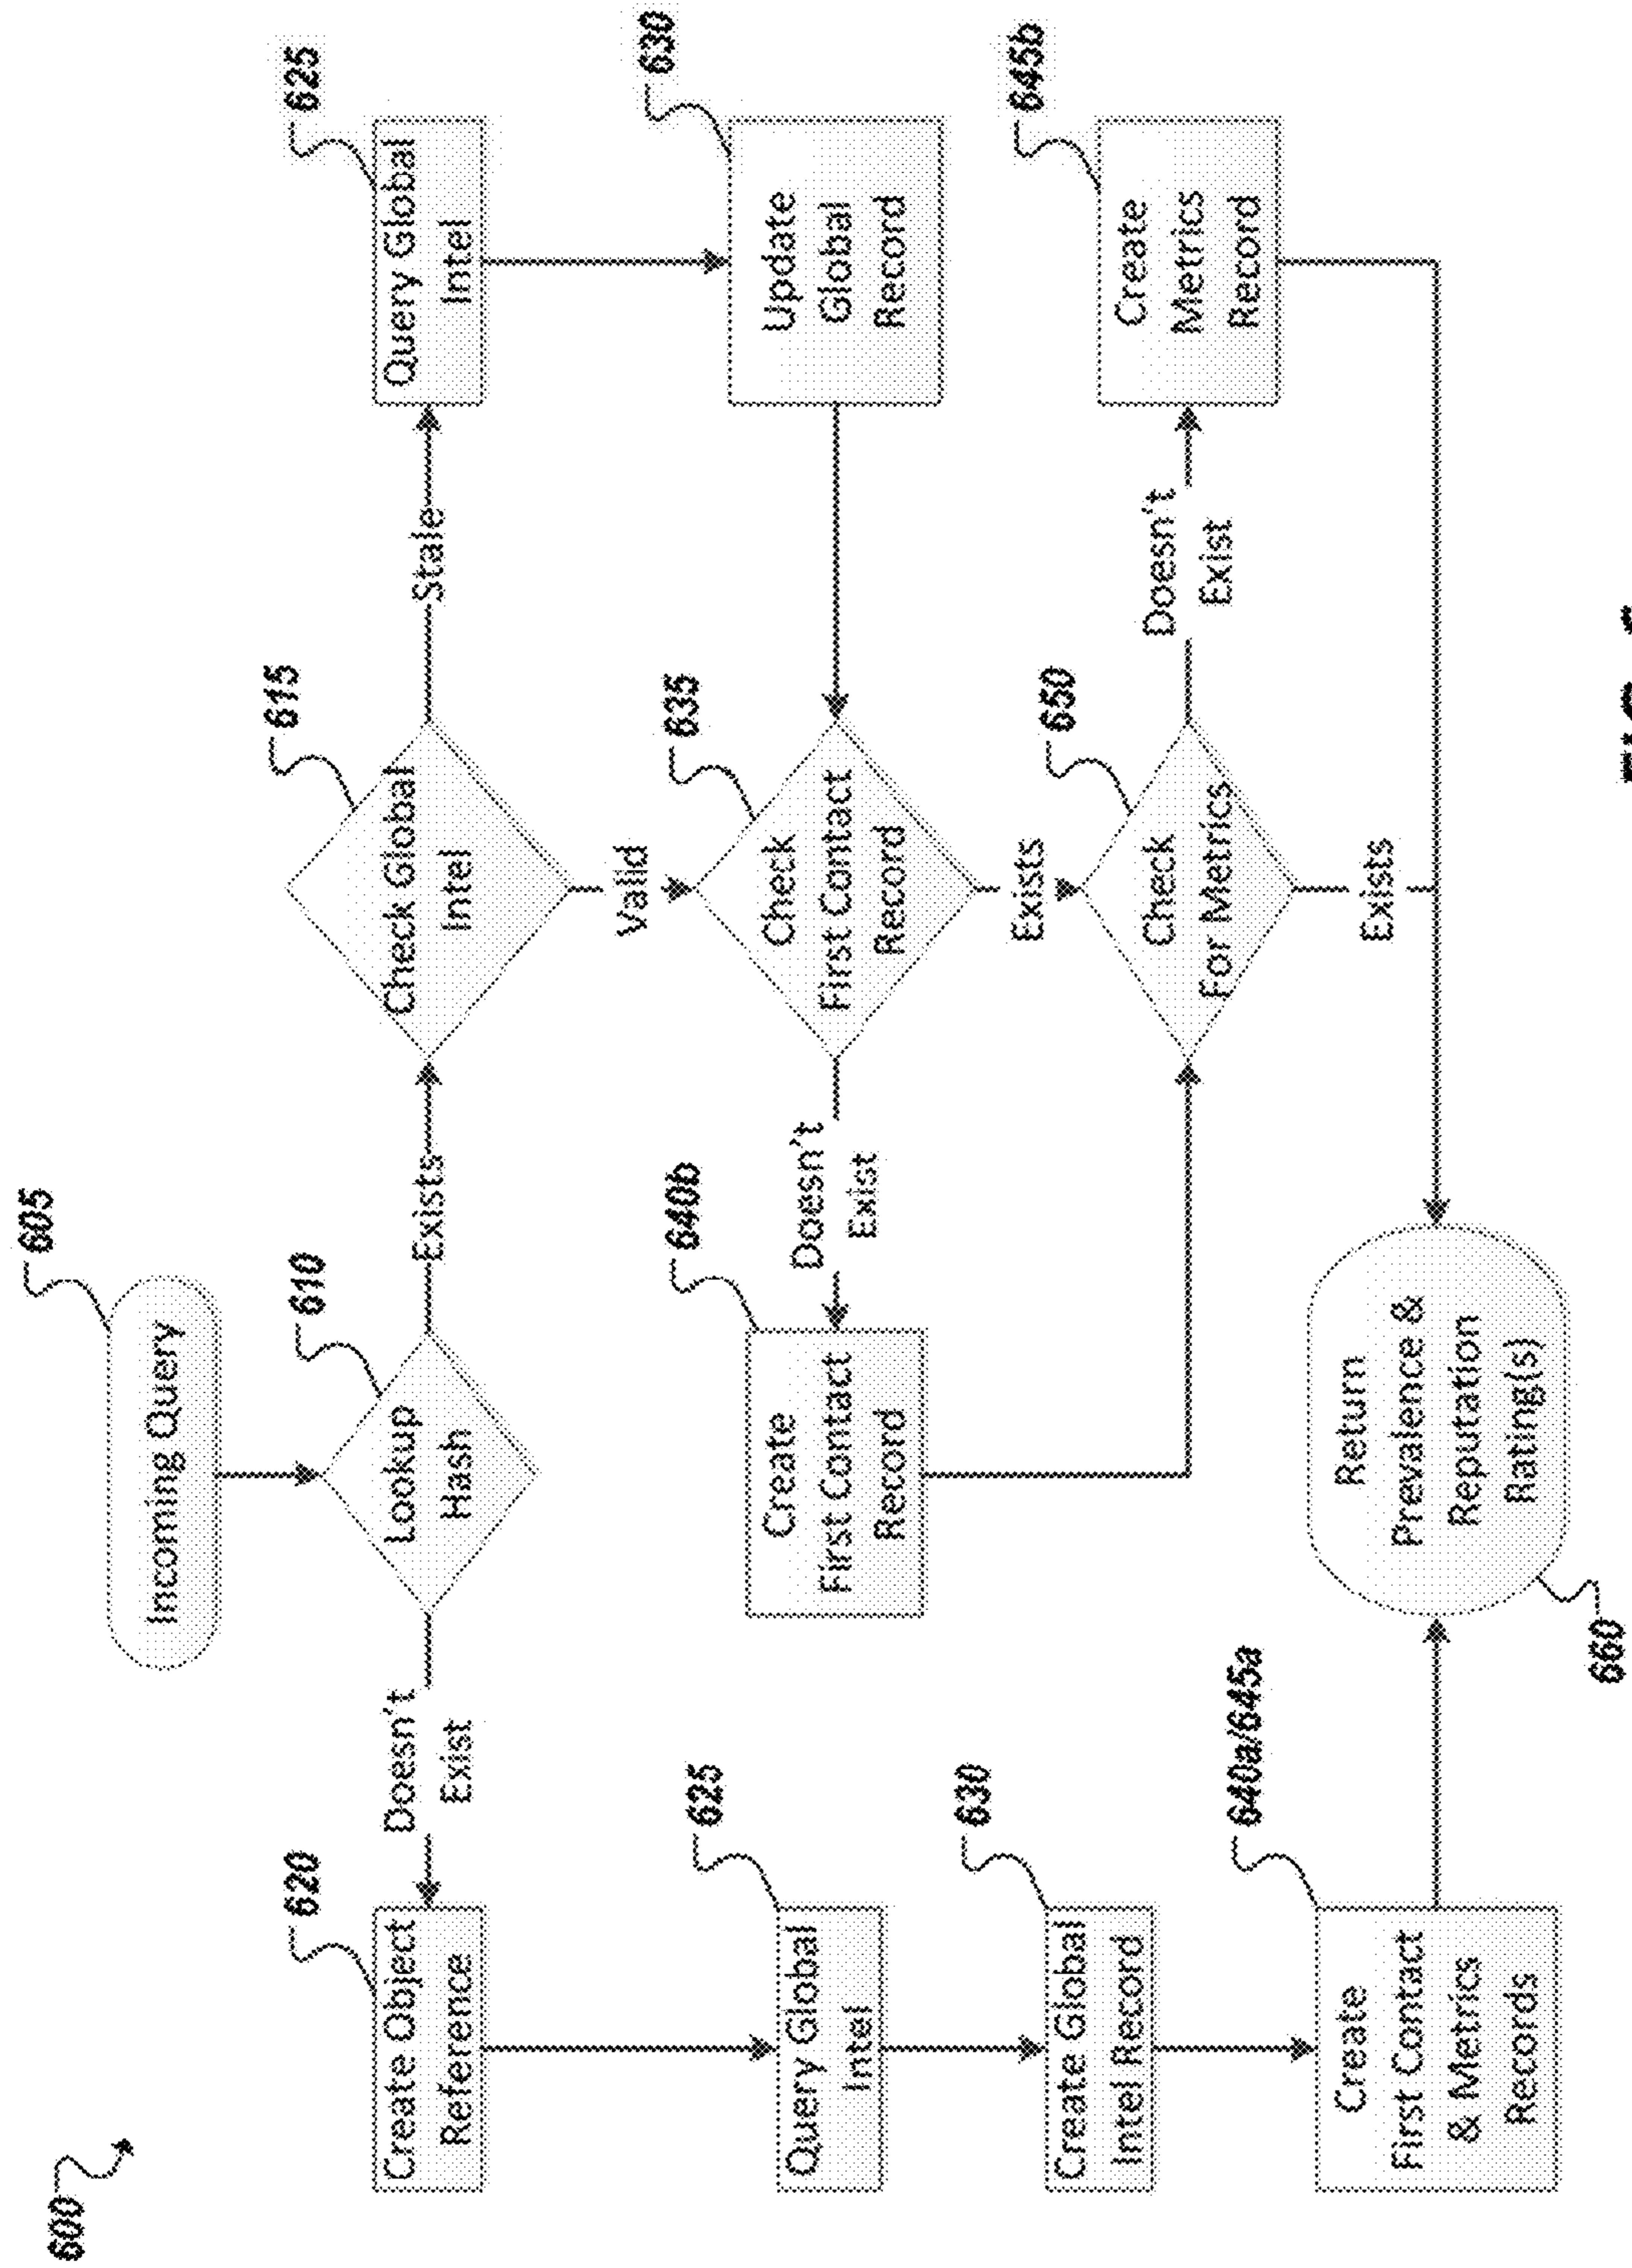 600
605
Incoming Query
610
Lookup
Hash
Exists
615
Check Global
Intel
Stale
625
Query Global
Intel
Doesn't
Exist
620
Create Object
Reference
Valid
630
Update
Global
Record
635
Check
First Contact
Record
Doesn't
Exist
640b
Create
First Contact
Record
625
Query Global
Intel
Exists
650
Check
For Metrics
Doesn't
Exist
645b
Create
Metrics
Record
630
Create Global
Intel Record
Exists
640a/645a
Create
First Contact
& Metrics
Records
Return
Prevalence &
Reputation
Rating(s)
660